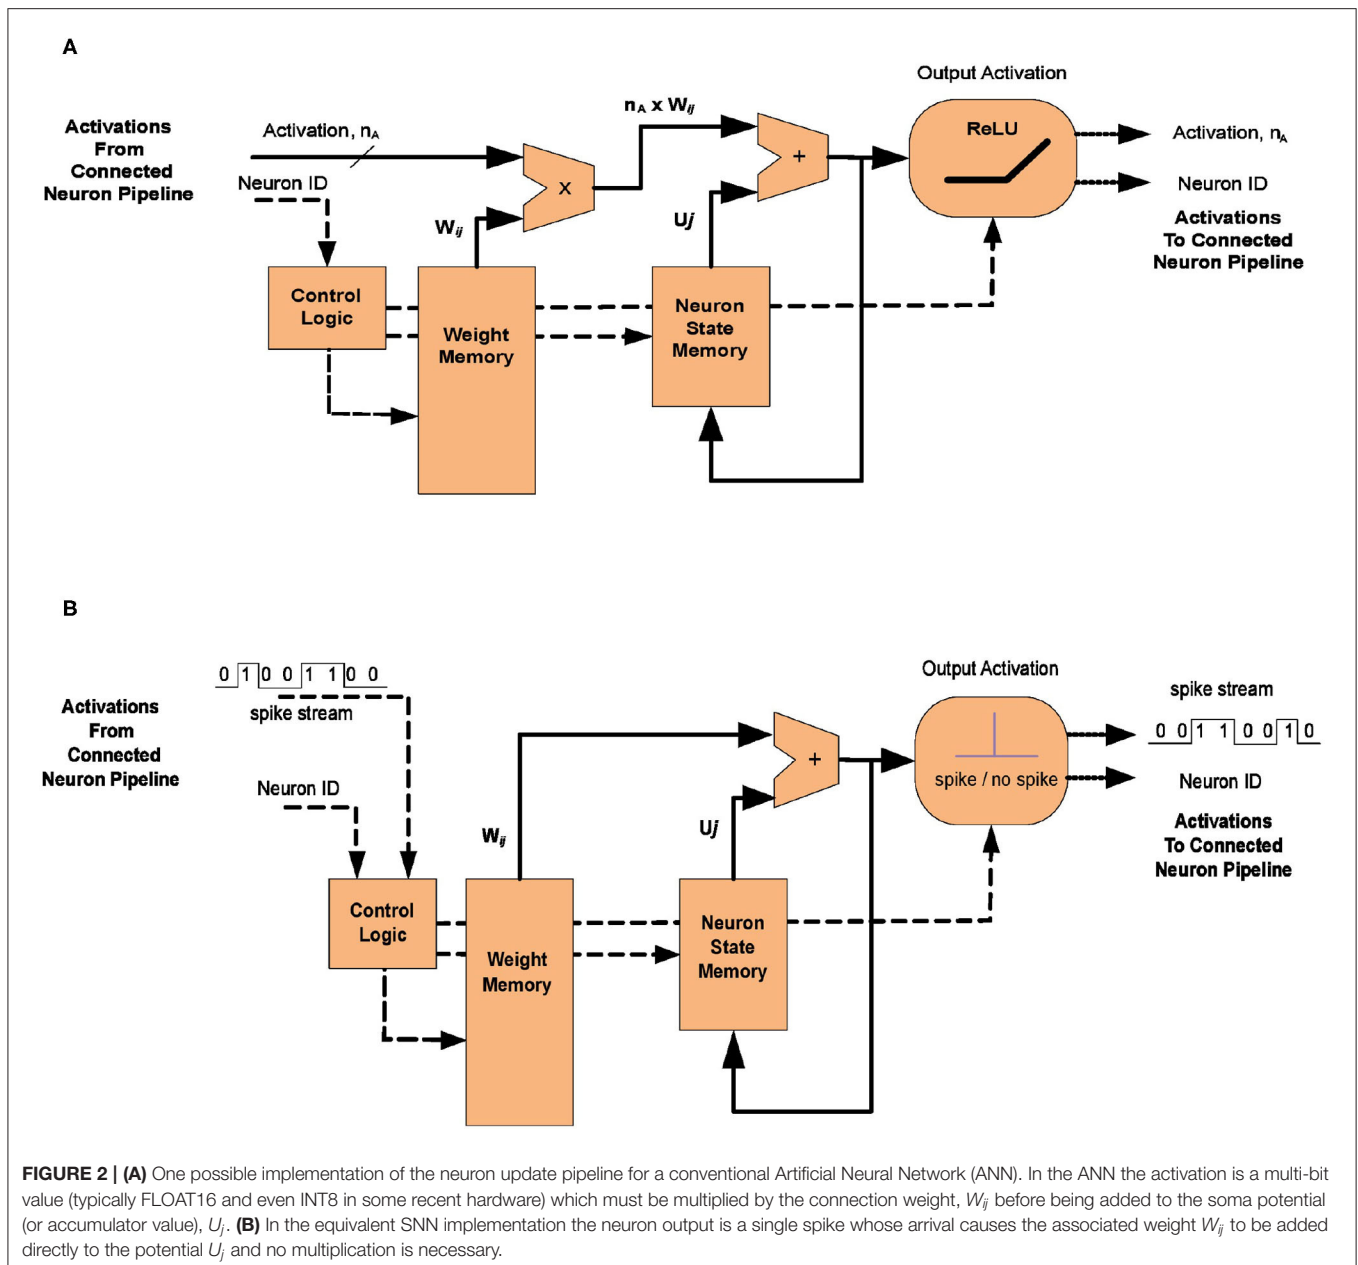 A
Output Activation
Activations
From
Connected
Neuron Pipeline
Activation, nA
Neuron ID
nA x Wij
X
+
ReLU
Activation, nA
Neuron ID
Activations
To Connected
Neuron Pipeline
Wij
Uj
Control
Logic
Weight
Memory
Neuron
State
Memory
B
Activations
From
Connected
Neuron Pipeline
0 1 0 0 1 1 0 0
spike stream
Neuron ID
Output Activation
spike / no spike
spike stream
0 0 1 1 0 0 1 0
Neuron ID
Activations
To Connected
Neuron Pipeline
+
Wij
Uj
Control
Logic
Weight
Memory
Neuron
State
Memory
FIGURE 2 | (A) One possible implementation of the neuron update pipeline for a conventional Artificial Neural Network (ANN). In the ANN the activation is a multi-bit
value (typically FLOAT16 and even INT8 in some recent hardware) which must be multiplied by the connection weight, Wij before being added to the soma potential
(or accumulator value), Uj. (B) In the equivalent SNN implementation the neuron output is a single spike whose arrival causes the associated weight Wij to be added
directly to the potential Uj and no multiplication is necessary.